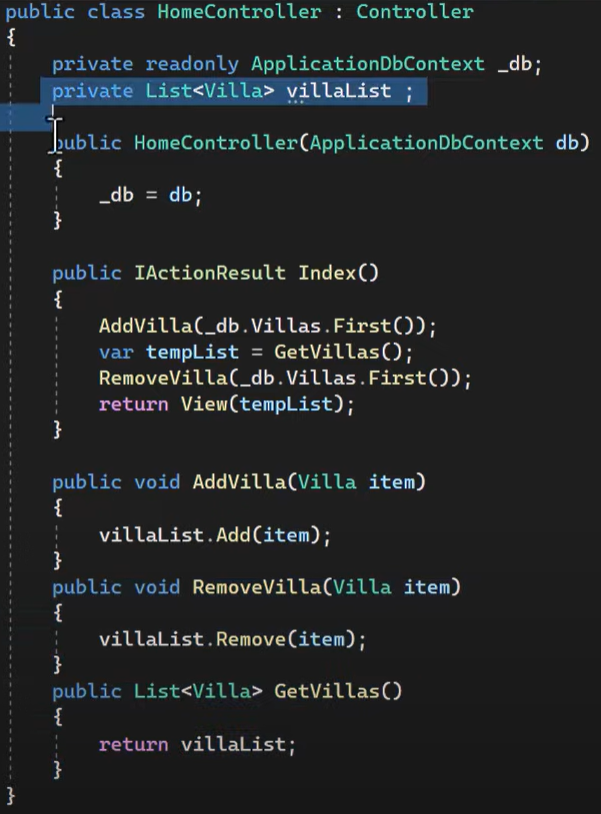 public class HomeController : Controller
{
private readonly ApplicationDbContext _db;
private List<Villa> villaList ;
public HomeController(ApplicationDbContext db)
{
_db = db;
}
public IActionResult Index()
{
AddVilla(_db.Villas.First());
var tempList = GetVillas();
RemoveVilla(_db.Villas.First());
return View(tempList);
}
public void AddVilla(Villa item)
{
villaList.Add(item);
}
public void RemoveVilla(Villa item)
{
villaList.Remove(item);
}
public List<Villa> GetVillas()
{
return villaList;
}
}